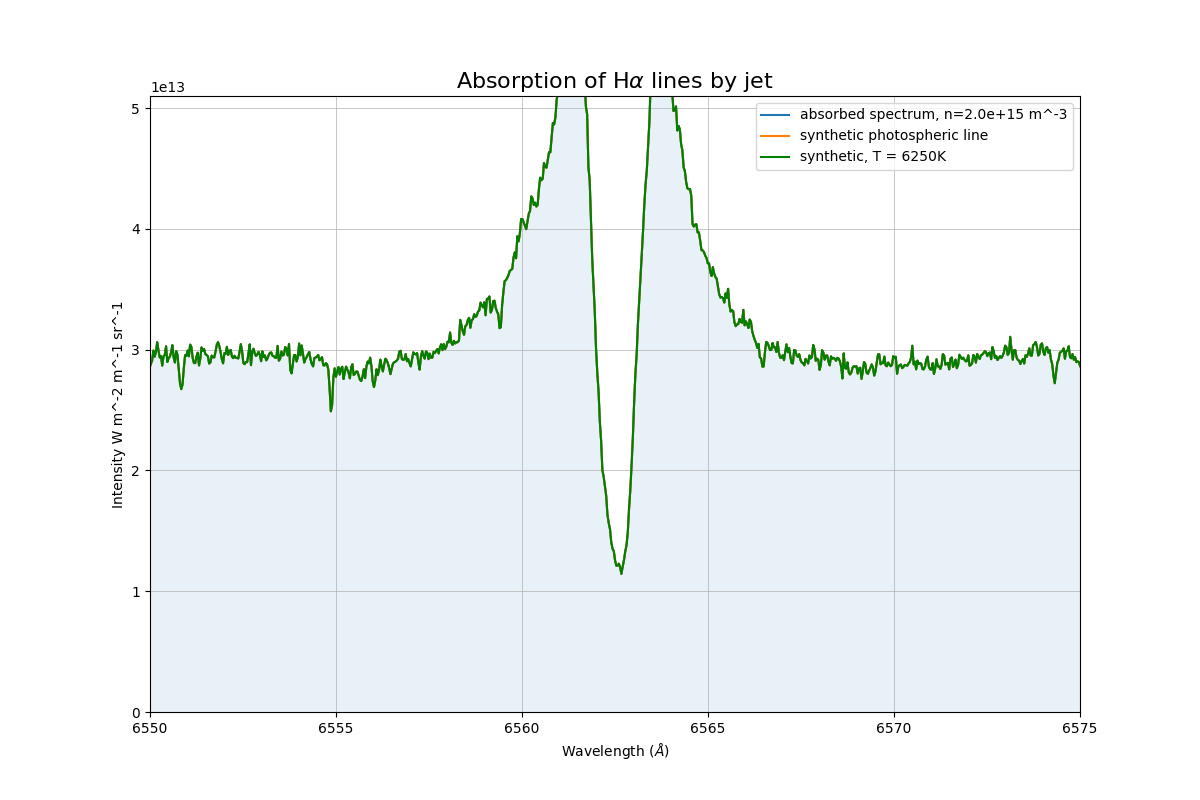 Absorption of Hα lines by jet
1e13
absorbed spectrum, n=2.0e+15 m^-3
synthetic photospheric line
synthetic, T = 6250K
5
4
3
2
1
0
Intensity W m^-2 m^-1 sr^-1
6550 6555 6560 6565 6570 6575
Wavelength (Å)